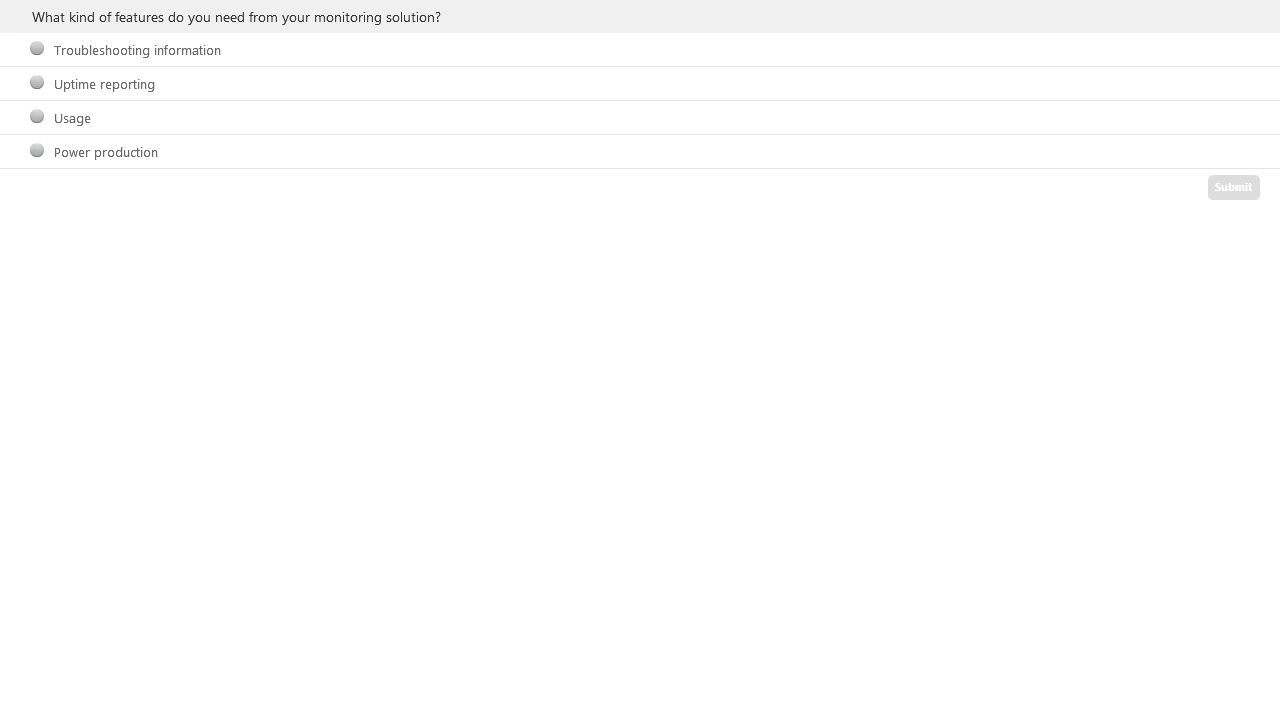 What kind of features do you need from your monitoring solution?
Troubleshooting information
Uptime reporting
Usage
Power production
Submit